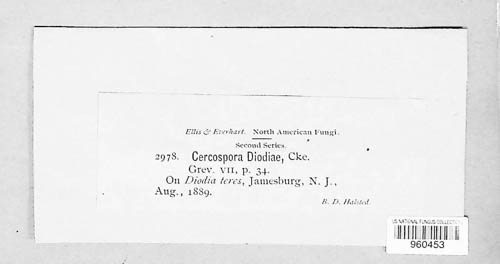 Ellis & Everhart. North American Fungi.
Second Series.
2978. Cercospora Diodiae, Cke.
Grev. VII, p. 34.
On Diodia teres, Jamesburg, N. J.,
Aug., 1889.
B. D. Halsted.
US NATIONAL FUNGUS COLLECTIONS
960453